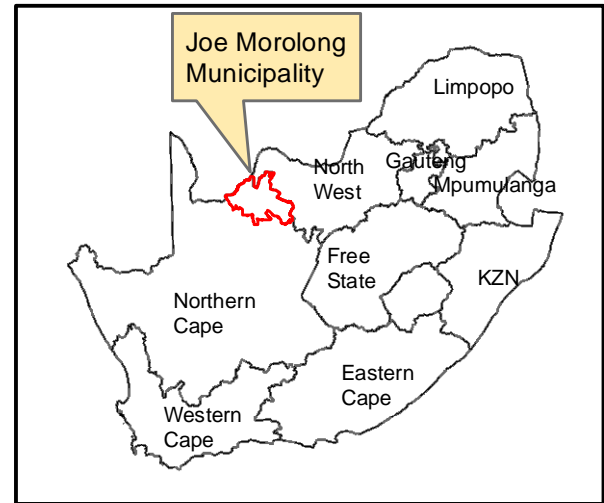 Joe Morolong
Municipality
Limpopo
North
West
Gauteng
Mpumulanga
Free
State
KZN
Northern
Cape
Eastern
Cape
Western
Cape